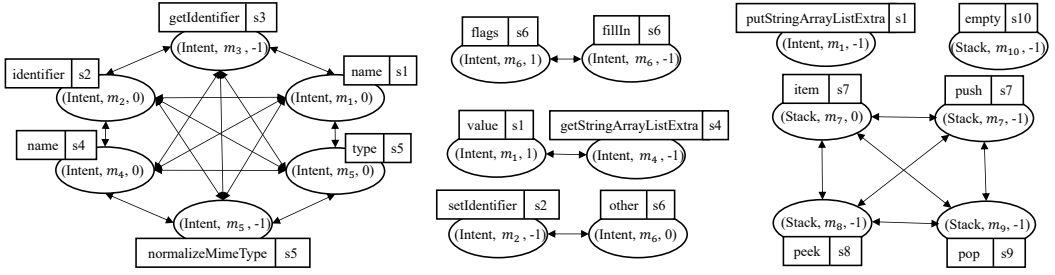 getIdentifier s3
(Intent, m₃, -1)
identifier s2
(Intent, m₂, 0)
name s1
(Intent, m₁, 0)
name s4
(Intent, m₄, 0)
type s5
(Intent, m₅, 0)
(Intent, m₅, -1)
normalizeMimeType s5
flags s6
(Intent, m₆, 1)
fillIn s6
(Intent, m₆, -1)
value s1
(Intent, m₁, 1)
getStringArrayListExtra s4
(Intent, m₄, -1)
setIdentifier s2
(Intent, m₂, -1)
other s6
(Intent, m₆, 0)
putStringArrayListExtra s1
(Intent, m₁, -1)
empty s10
(Stack, m₁₀, -1)
item s7
(Stack, m₇, 0)
push s7
(Stack, m₇, -1)
(Stack, m₈, -1)
peek s8
(Stack, m₉, -1)
pop s9